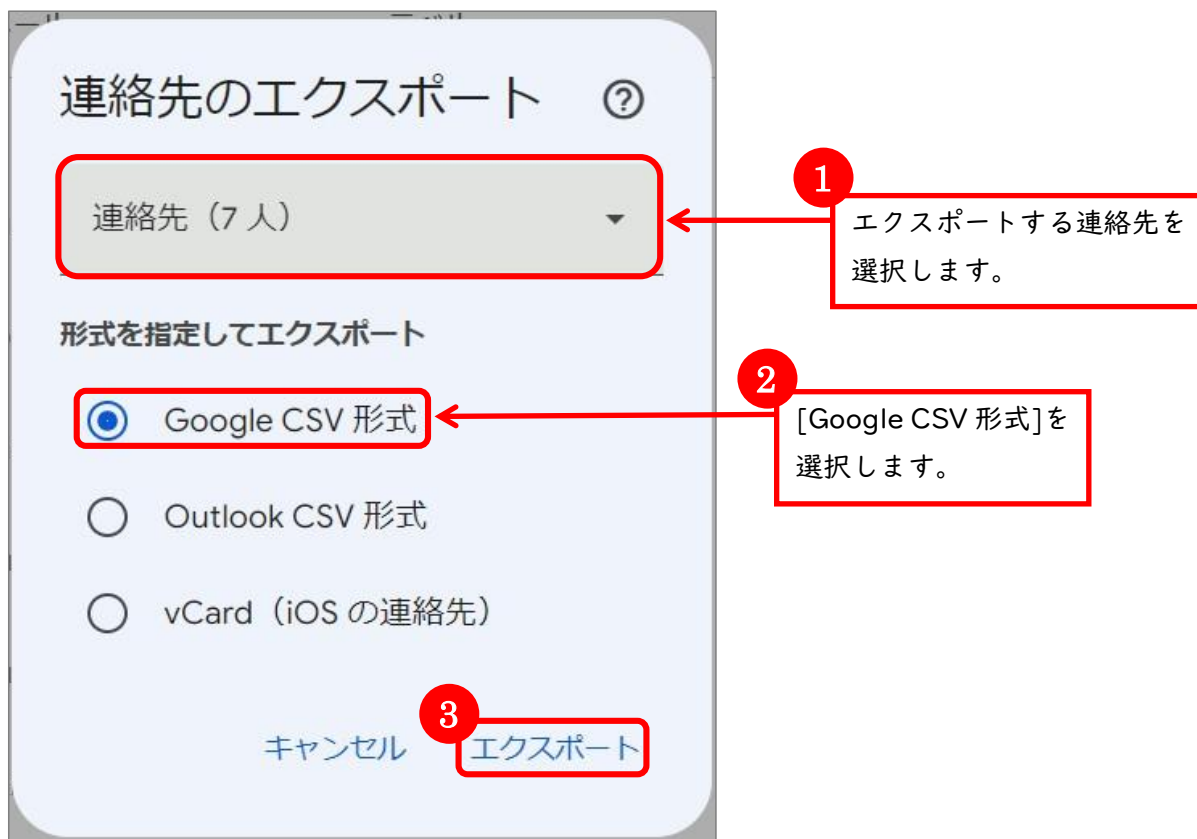 連絡先のエクスポート
連絡先（7 人）
1
エクスポートする連絡先を
選択します。
形式を指定してエクスポート
2
Google CSV 形式
[Google CSV 形式]を
選択します。
Outlook CSV 形式
vCard（iOS の連絡先）
3
キャンセル
エクスポート